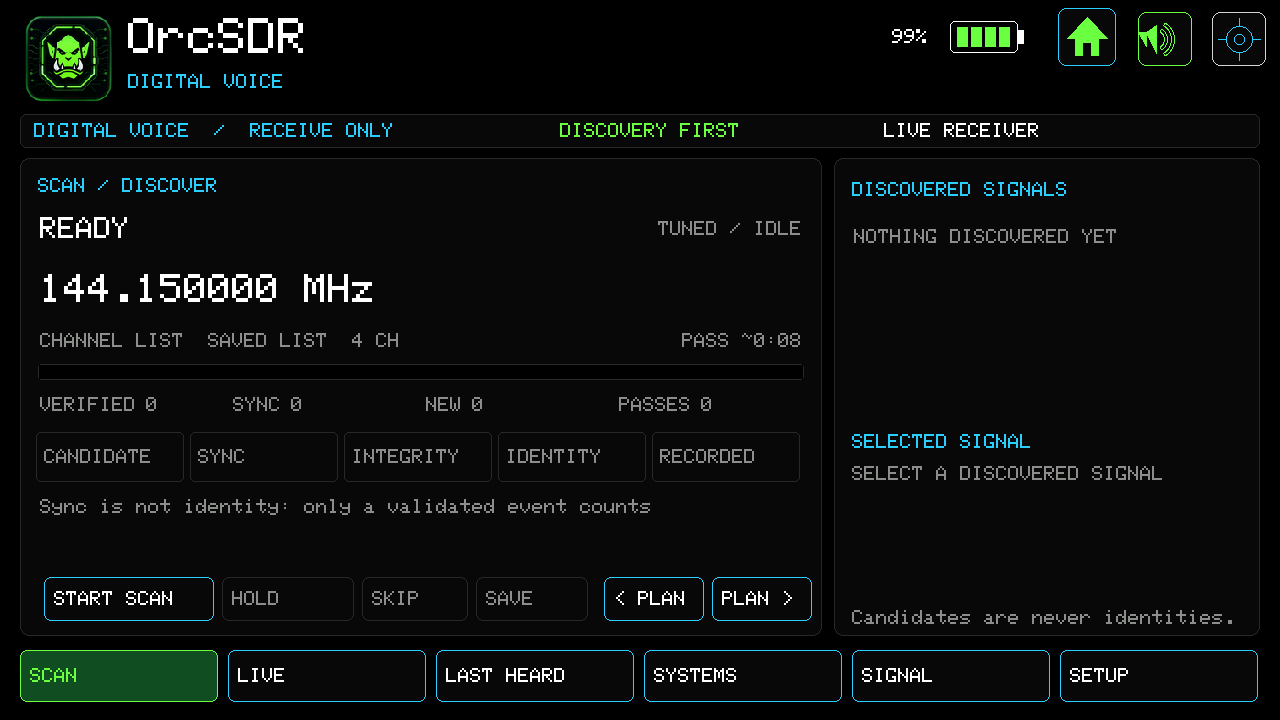 OrcSDR
99%
DIGITAL VOICE
DIGITAL VOICE / RECEIVE ONLY DISCOVERY FIRST LIVE RECEIVER
SCAN / DISCOVER
READY TUNED / IDLE
144.150000 MHz
CHANNEL LIST SAVED LIST 4 CH PASS ~0:08
VERIFIED 0 SYNC 0 NEW 0 PASSES 0
CANDIDATE SYNC INTEGRITY IDENTITY RECORDED
Sync is not identity: only a validated event counts
START SCAN HOLD SKIP SAVE < PLAN PLAN >
DISCOVERED SIGNALS
NOTHING DISCOVERED YET
SELECTED SIGNAL
SELECT A DISCOVERED SIGNAL
Candidates are never identities.
SCAN LIVE LAST HEARD SYSTEMS SIGNAL SETUP